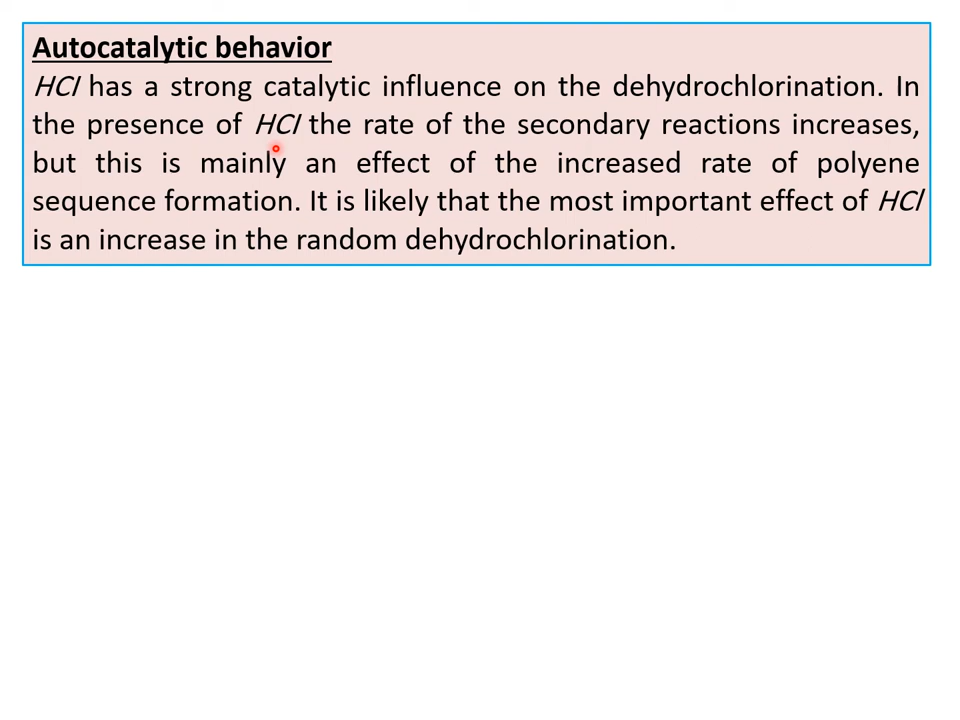 Autocatalytic behavior
HCl has a strong catalytic influence on the dehydrochlorination. In
the presence of HCl the rate of the secondary reactions increases,
but this is mainly an effect of the increased rate of polyene
sequence formation. It is likely that the most important effect of HCl
is an increase in the random dehydrochlorination.